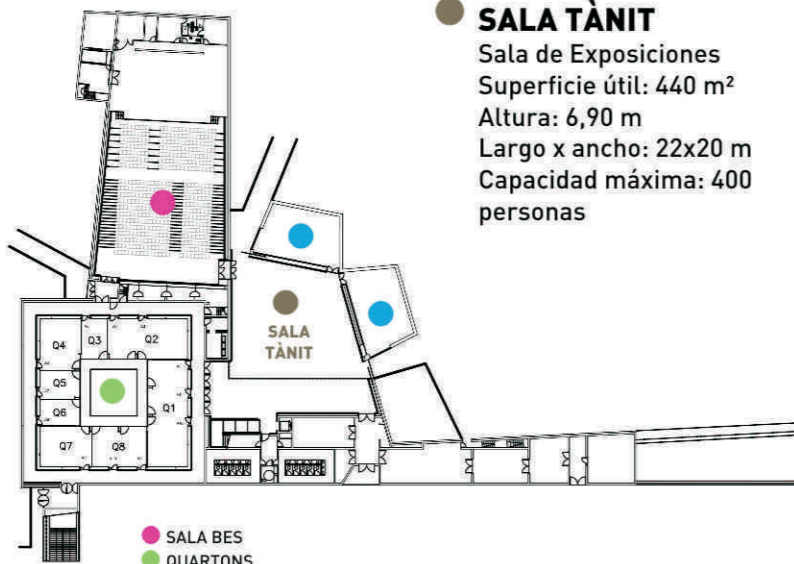 SALA TÀNIT
Sala de Exposiciones
Superficie útil: 440 m²
Altura: 6,90 m
Largo x ancho: 22x20 m
Capacidad máxima: 400
personas
SALA
TÀNIT
Q4
Q3
Q2
Q5
Q6
Q1
Q7
Q8
SALA BES
QUARTONS